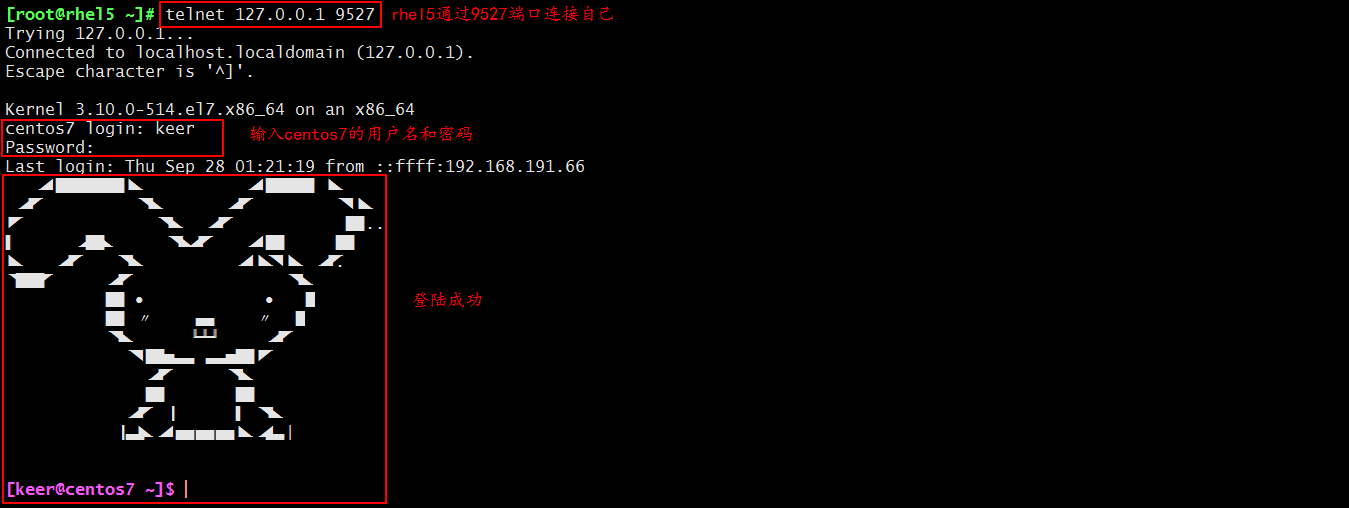 [root@rhel5 ~]# telnet 127.0.0.1 9527 rhel5通过9527端口连接自己
Trying 127.0.0.1...
Connected to localhost.localdomain (127.0.0.1).
Escape character is '^]'.
Kernel 3.10.0-514.el7.x86_64 on an x86_64
centos7 login: keer
Password:
输入centos7的用户名和密码
Last login: Thu Sep 28 01:21:19 from ::ffff:192.168.191.66
登陆成功
[keer@centos7 ~]$